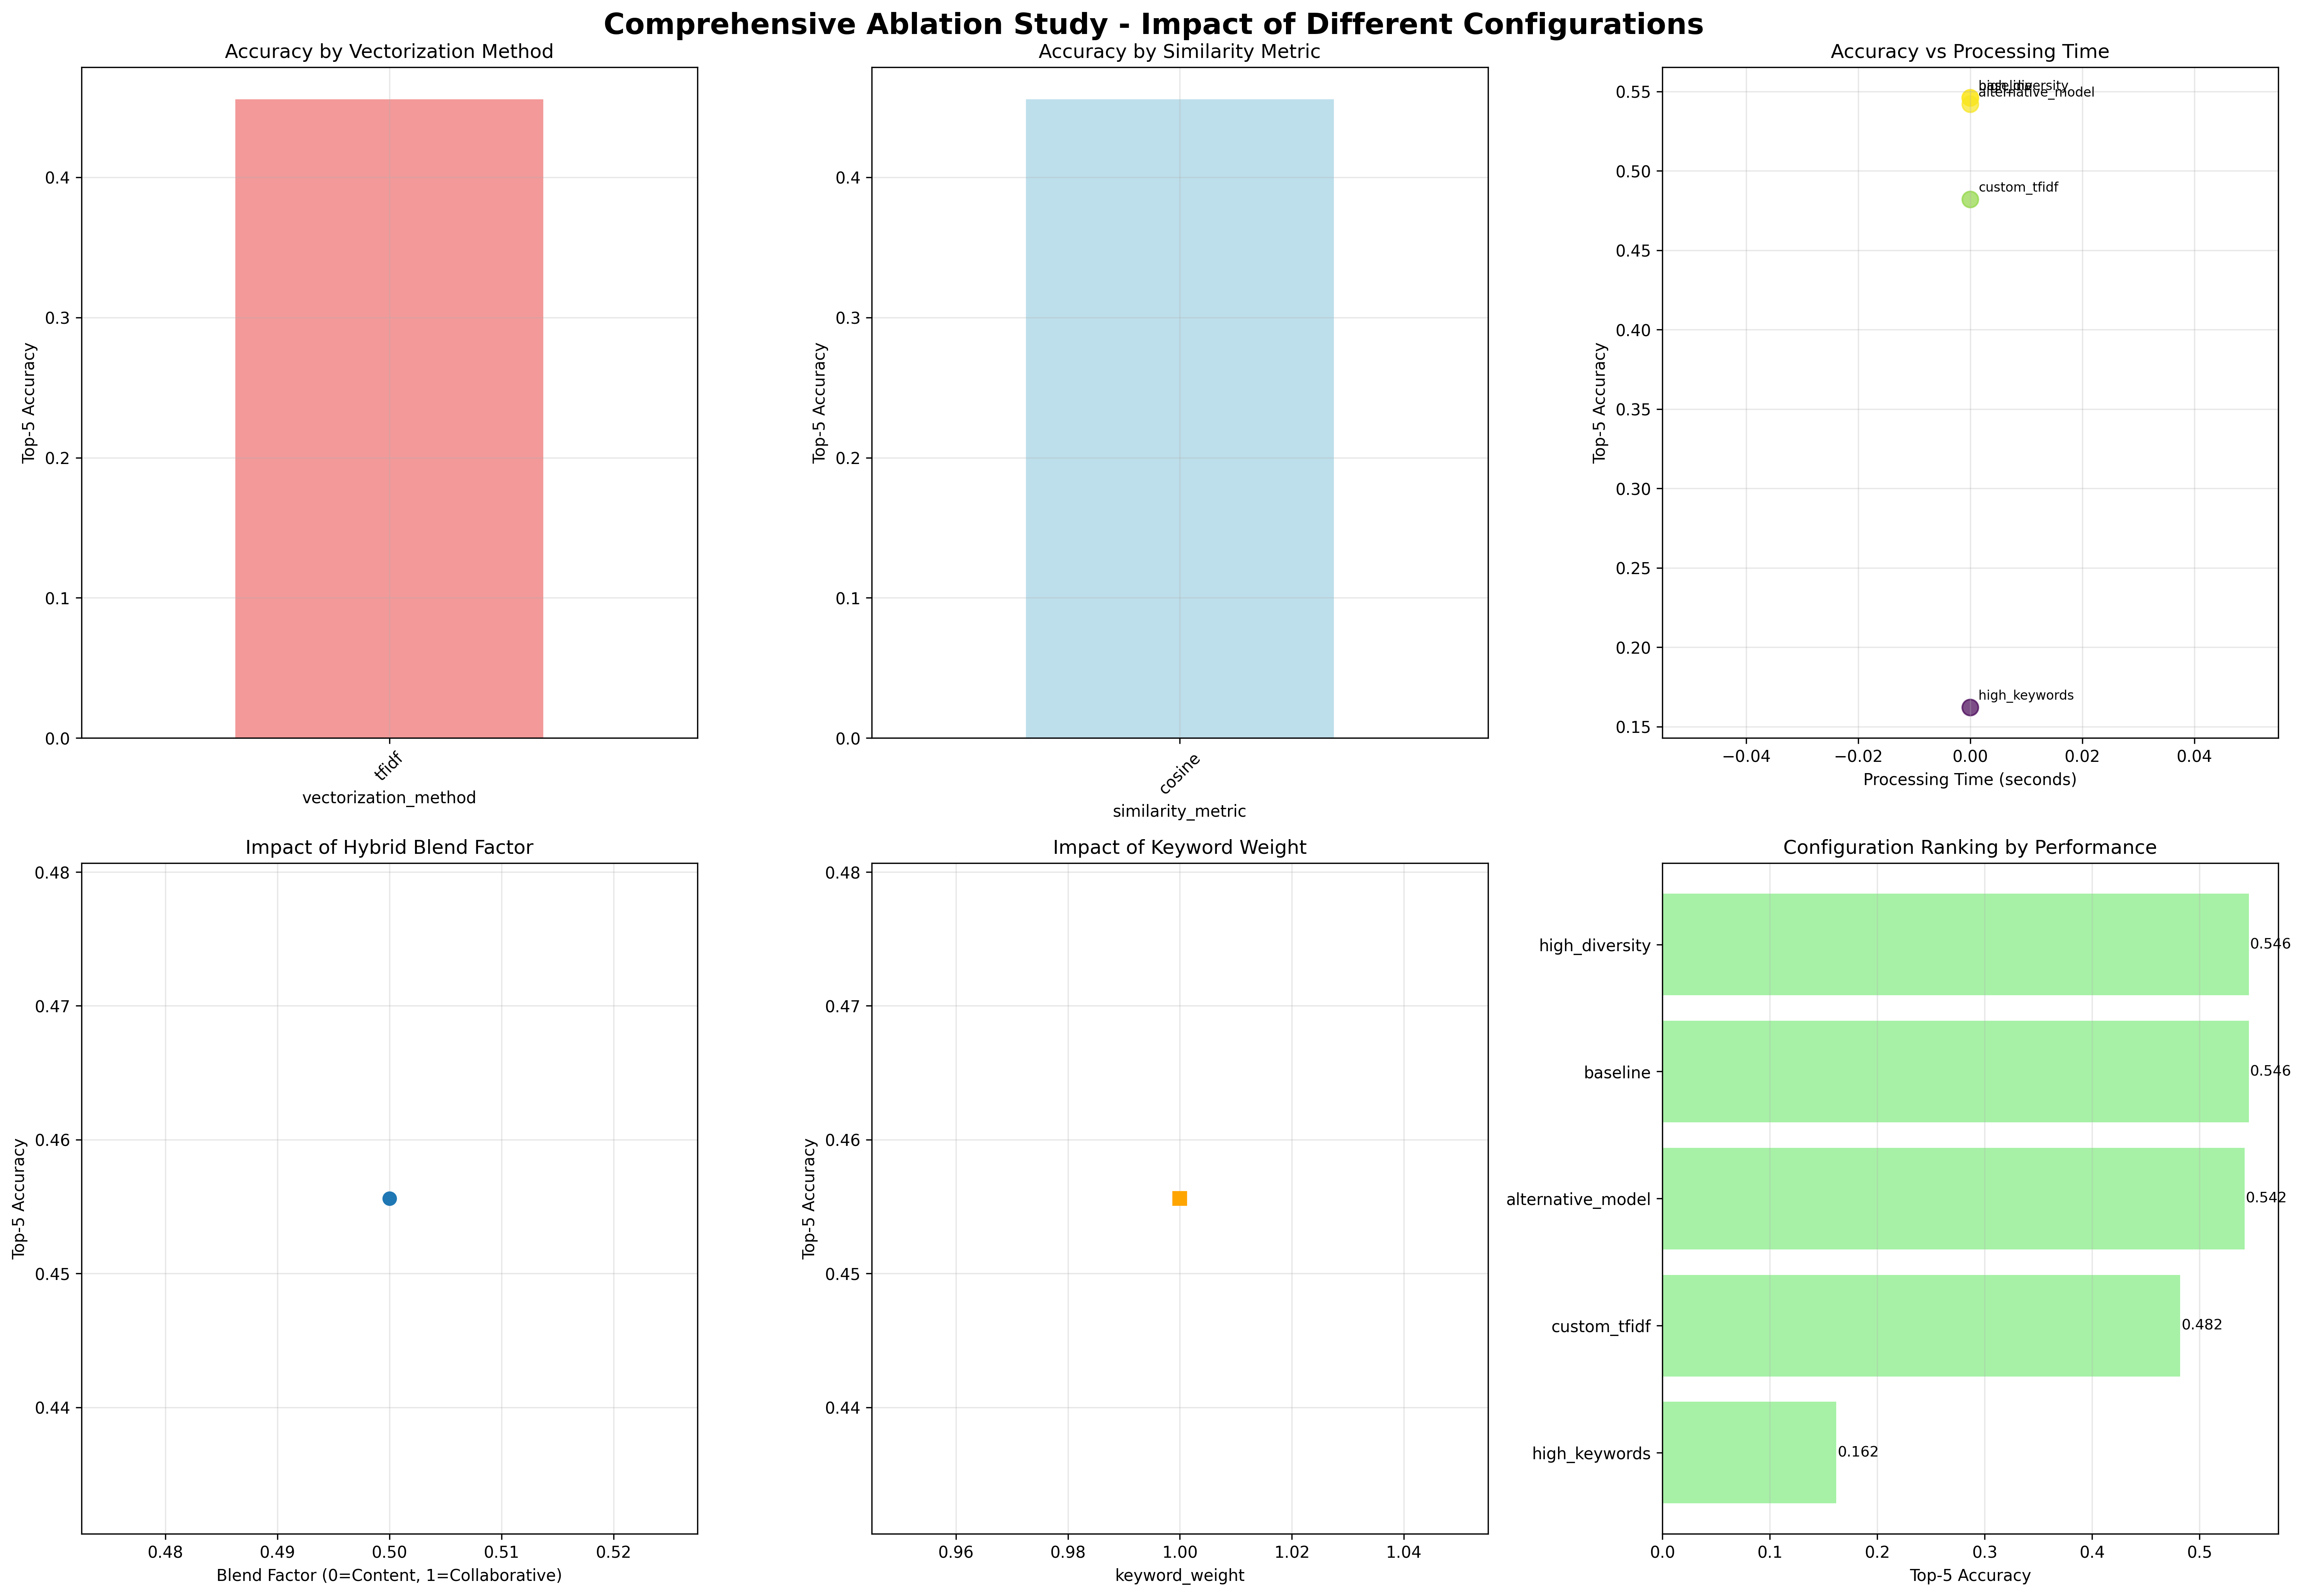 Comprehensive Ablation Study - Impact of Different Configurations
Accuracy by Vectorization Method
Top-5 Accuracy
0.4
0.3
0.2
0.1
0.0
tfidf
vectorization_method
Accuracy by Similarity Metric
Top-5 Accuracy
0.4
0.3
0.2
0.1
0.0
cosine
similarity_metric
Accuracy vs Processing Time
Top-5 Accuracy
0.55
0.50
0.45
0.40
0.35
0.30
0.25
0.20
0.15
high_diversity
baseline
alternative_model
custom_tfidf
high_keywords
−0.04 −0.02 0.00 0.02 0.04
Processing Time (seconds)
Impact of Hybrid Blend Factor
Top-5 Accuracy
0.48
0.47
0.46
0.45
0.44
0.48 0.49 0.50 0.51 0.52
Blend Factor (0=Content, 1=Collaborative)
Impact of Keyword Weight
Top-5 Accuracy
0.48
0.47
0.46
0.45
0.44
0.96 0.98 1.00 1.02 1.04
keyword_weight
Configuration Ranking by Performance
high_diversity 0.546
baseline 0.546
alternative_model 0.542
custom_tfidf 0.482
high_keywords 0.162
0.0 0.1 0.2 0.3 0.4 0.5
Top-5 Accuracy